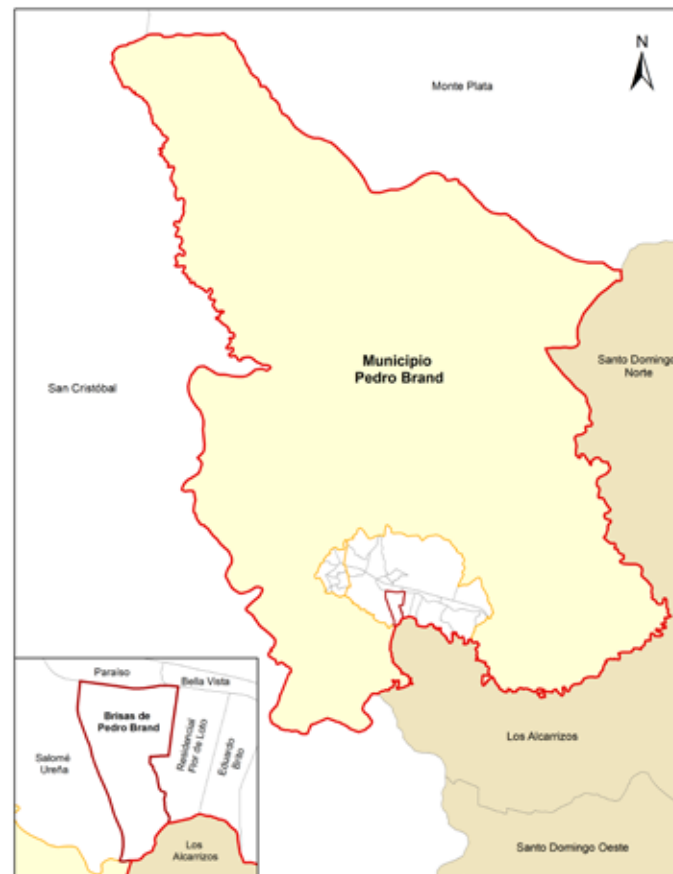 N
Monte Plata
Municipio
Pedro Brand
Santo Domingo
Norte
San Cristóbal
Los Alcarrizos
Santo Domingo Oeste
Paraíso
Bella Vista
Brisas de
Pedro Brand
Residencial
Flor de Loto
Eduardo
Brito
Salomé
Ureña
Los
Alcarrizos